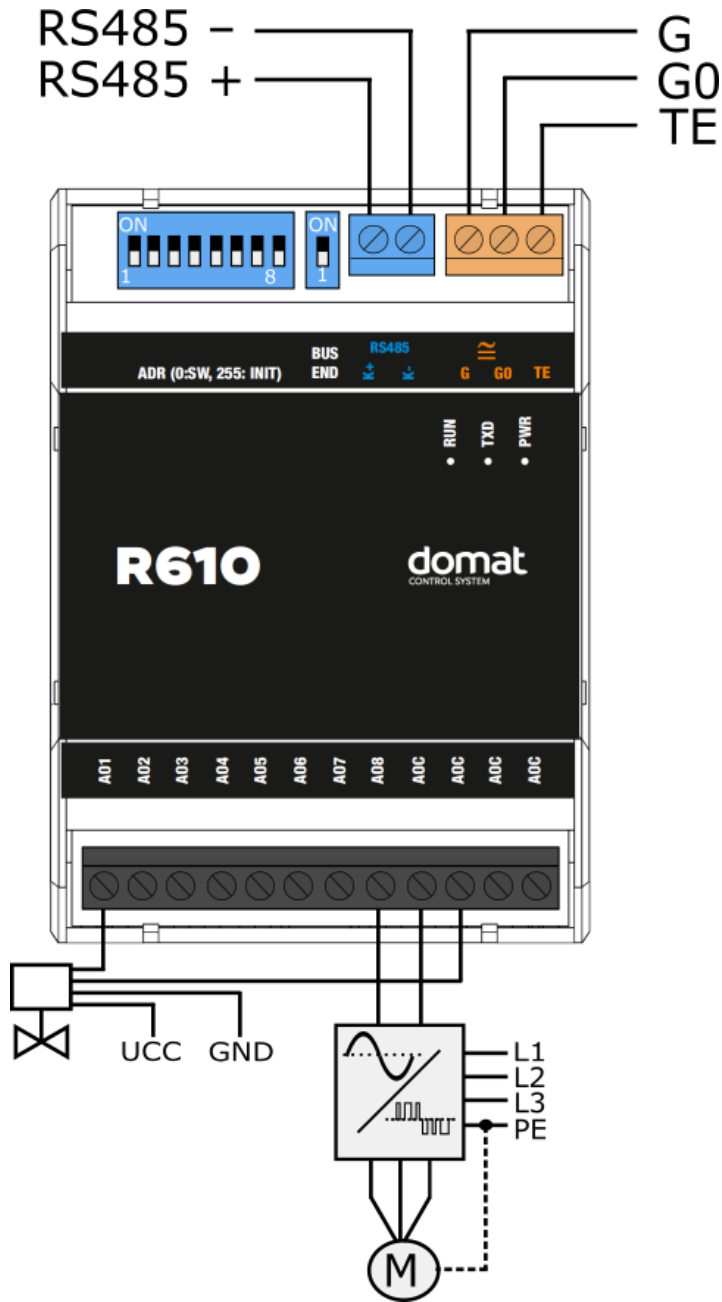 RS485 -
G
RS485 +
G0
TE
ON
ON
1
8
1
BUS
RS485
≅
ADR (0:SW, 255: INIT)
END
K+
K-
G
G0
TE
RUN
TXD
PWR
R610
domat
CONTROL SYSTEM
AO1
AO2
AO3
AO4
AO5
AO6
AO7
AO8
AOC
AOC
AOC
AOC
UCC
GND
L1
L2
L3
PE
M